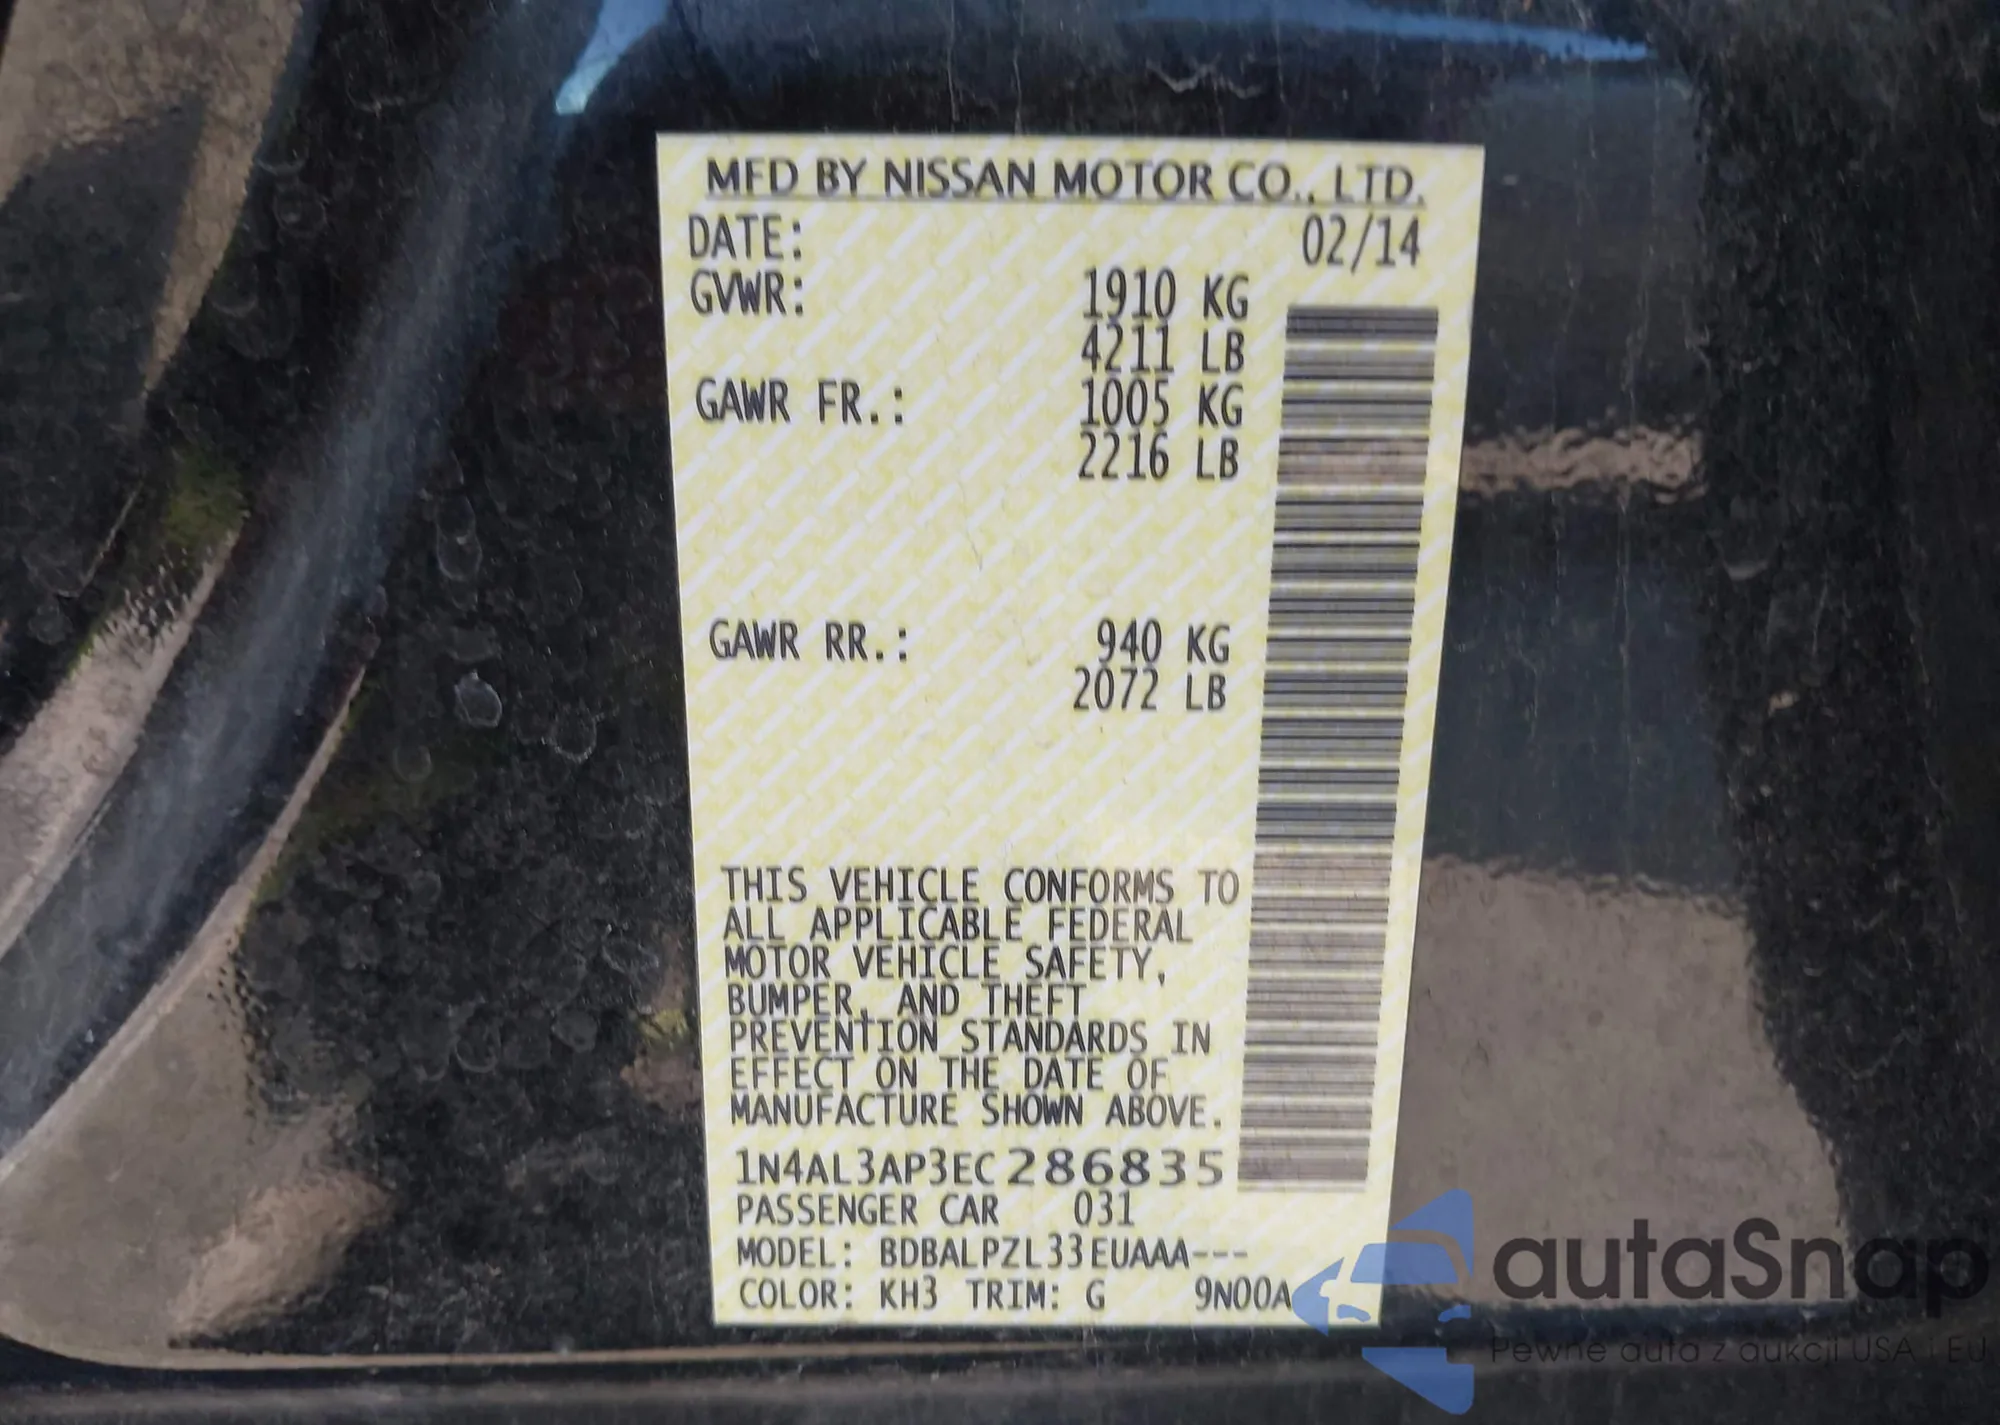 MFD BY NISSAN MOTOR CO., LTD.
DATE: 02/14
GVWR: 1910 KG
4211 LB
GAWR FR.: 1005 KG
2216 LB
GAWR RR.: 940 KG
2072 LB
THIS VEHICLE CONFORMS TO
ALL APPLICABLE FEDERAL
MOTOR VEHICLE SAFETY,
BUMPER, AND THEFT
PREVENTION STANDARDS IN
EFFECT ON THE DATE OF
MANUFACTURE SHOWN ABOVE.
1N4AL3AP3EC286835
PASSENGER CAR 031
MODEL: BDBALPZL33EUAAA---
COLOR: KH3 TRIM: G 9N00A
autaSnap
Pewne auta z aukcji USA i EU